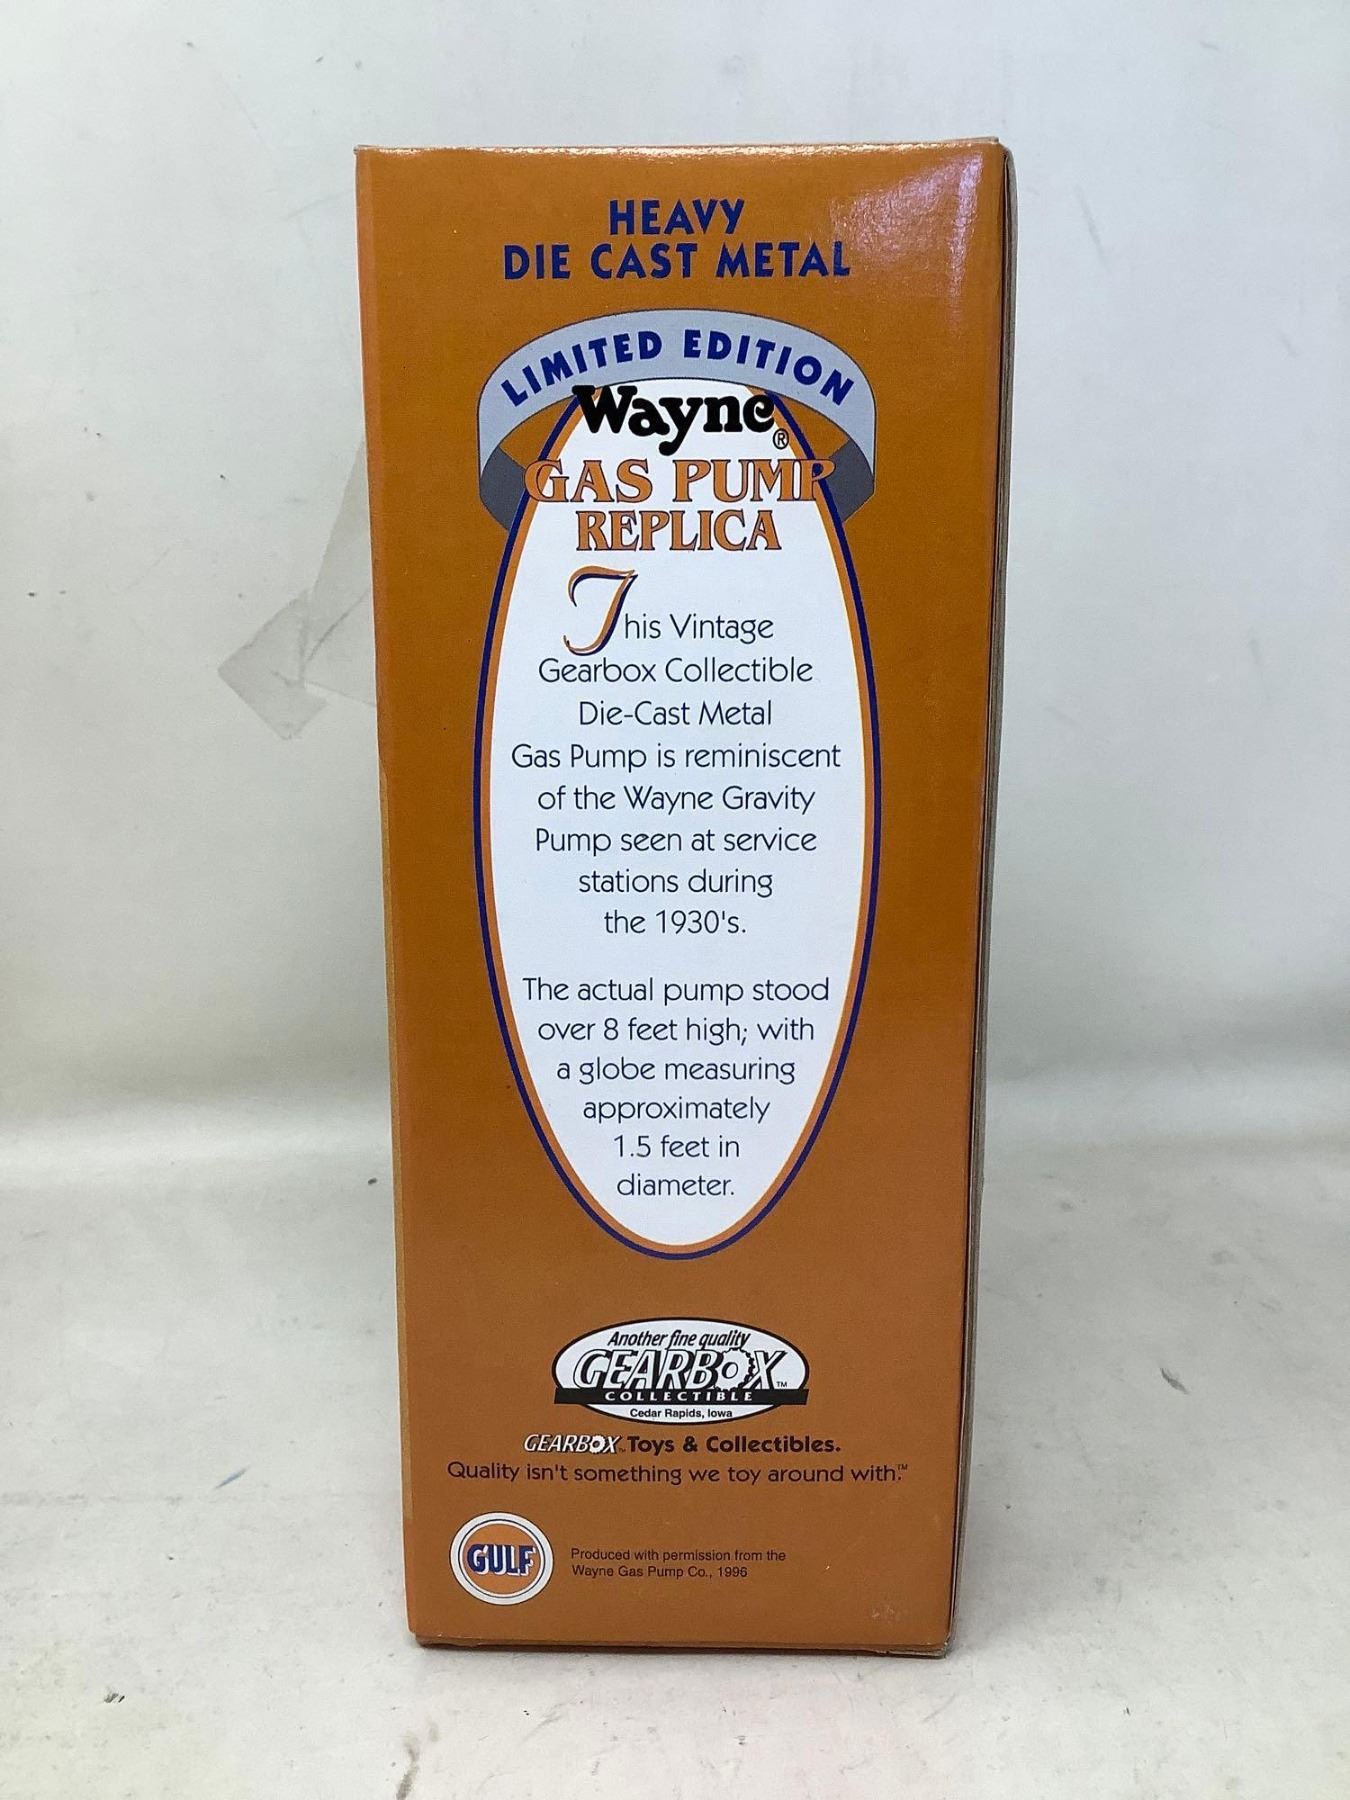 HEAVY
DIE CAST METAL
LIMITED EDITION
Wayne®
GAS PUMP
REPLICA
This Vintage
Gearbox Collectible
Die-Cast Metal
Gas Pump is reminiscent
of the Wayne Gravity
Pump seen at service
stations during
the 1930's.
The actual pump stood
over 8 feet high; with
a globe measuring
approximately
1.5 feet in
diameter.
Another fine quality
GEARBOX™
COLLECTIBLE
Cedar Rapids, Iowa
GEARBOX™ Toys & Collectibles.
Quality isn't something we toy around with.™
GULF
Produced with permission from the
Wayne Gas Pump Co., 1996